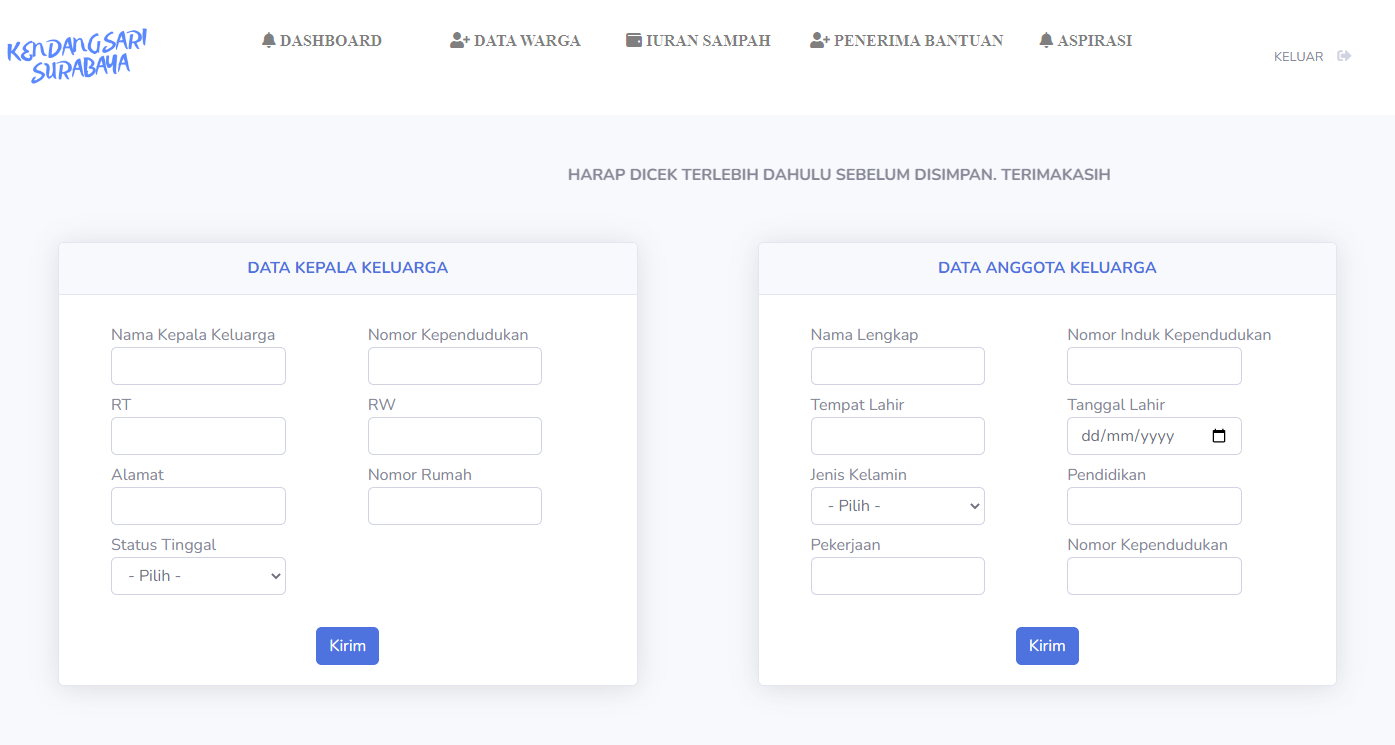 KENDANGSARI
SURABAYA
DASHBOARD
DATA WARGA
IURAN SAMPAH
PENERIMA BANTUAN
ASPIRASI
KELUAR
HARAP DICEK TERLEBIH DAHULU SEBELUM DISIMPAN. TERIMAKASIH
DATA KEPALA KELUARGA
Nama Kepala Keluarga
Nomor Kependudukan
RT
RW
Alamat
Nomor Rumah
Status Tinggal
- Pilih -
Kirim
DATA ANGGOTA KELUARGA
Nama Lengkap
Nomor Induk Kependudukan
Tempat Lahir
Tanggal Lahir
dd/mm/yyyy
Jenis Kelamin
Pendidikan
- Pilih -
Pekerjaan
Nomor Kependudukan
Kirim